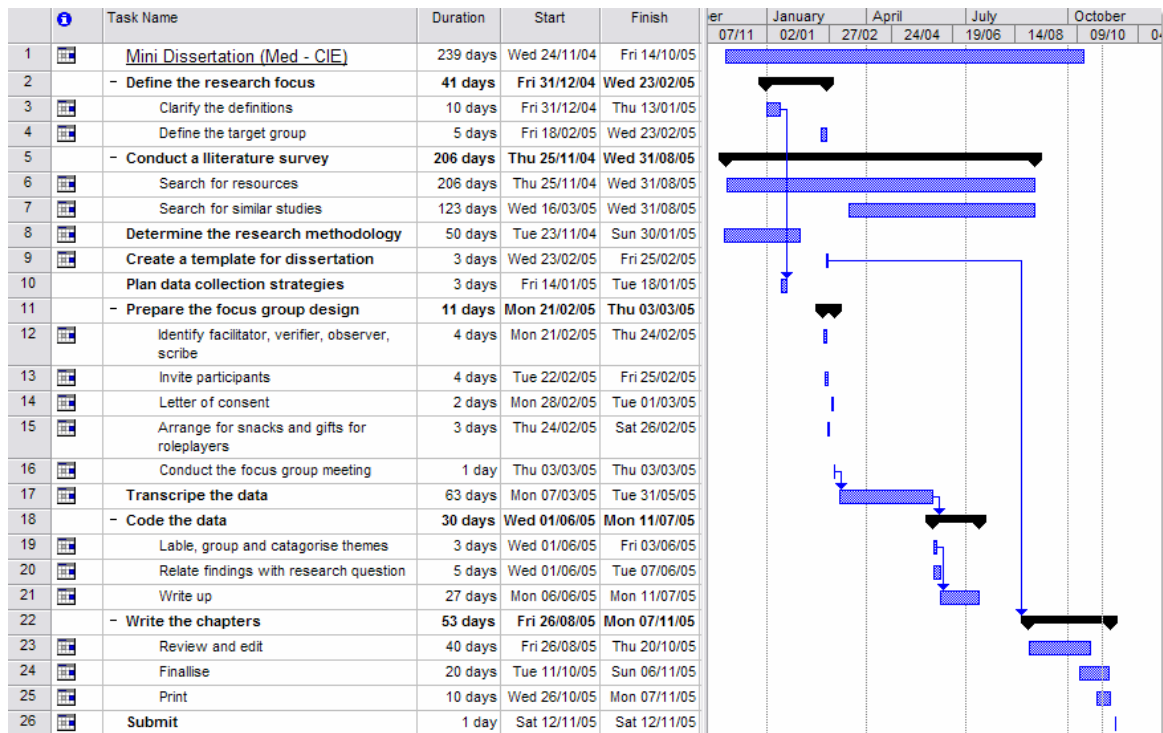 Task Name Duration Start Finish er January April July October
07/11 02/01 27/02 24/04 19/06 14/08 09/10 04
1 Mini Dissertation (Med - CIE) 239 days Wed 24/11/04 Fri 14/10/05
2 - Define the research focus 41 days Fri 31/12/04 Wed 23/02/05
3 Clarify the definitions 10 days Fri 31/12/04 Thu 13/01/05
4 Define the target group 5 days Fri 18/02/05 Wed 23/02/05
5 - Conduct a lliterature survey 206 days Thu 25/11/04 Wed 31/08/05
6 Search for resources 206 days Thu 25/11/04 Wed 31/08/05
7 Search for similar studies 123 days Wed 16/03/05 Wed 31/08/05
8 Determine the research methodology 50 days Tue 23/11/04 Sun 30/01/05
9 Create a template for dissertation 3 days Wed 23/02/05 Fri 25/02/05
10 Plan data collection strategies 3 days Fri 14/01/05 Tue 18/01/05
11 - Prepare the focus group design 11 days Mon 21/02/05 Thu 03/03/05
12 Identify facilitator, verifier, observer, 4 days Mon 21/02/05 Thu 24/02/05
scribe
13 Invite participants 4 days Tue 22/02/05 Fri 25/02/05
14 Letter of consent 2 days Mon 28/02/05 Tue 01/03/05
15 Arrange for snacks and gifts for 3 days Thu 24/02/05 Sat 26/02/05
roleplayers
16 Conduct the focus group meeting 1 day Thu 03/03/05 Thu 03/03/05
17 Transcripe the data 63 days Mon 07/03/05 Tue 31/05/05
18 - Code the data 30 days Wed 01/06/05 Mon 11/07/05
19 Lable, group and catagorise themes 3 days Wed 01/06/05 Fri 03/06/05
20 Relate findings with research question 5 days Wed 01/06/05 Tue 07/06/05
21 Write up 27 days Mon 06/06/05 Mon 11/07/05
22 - Write the chapters 53 days Fri 26/08/05 Mon 07/11/05
23 Review and edit 40 days Fri 26/08/05 Thu 20/10/05
24 Finallise 20 days Tue 11/10/05 Sun 06/11/05
25 Print 10 days Wed 26/10/05 Mon 07/11/05
26 Submit 1 day Sat 12/11/05 Sat 12/11/05